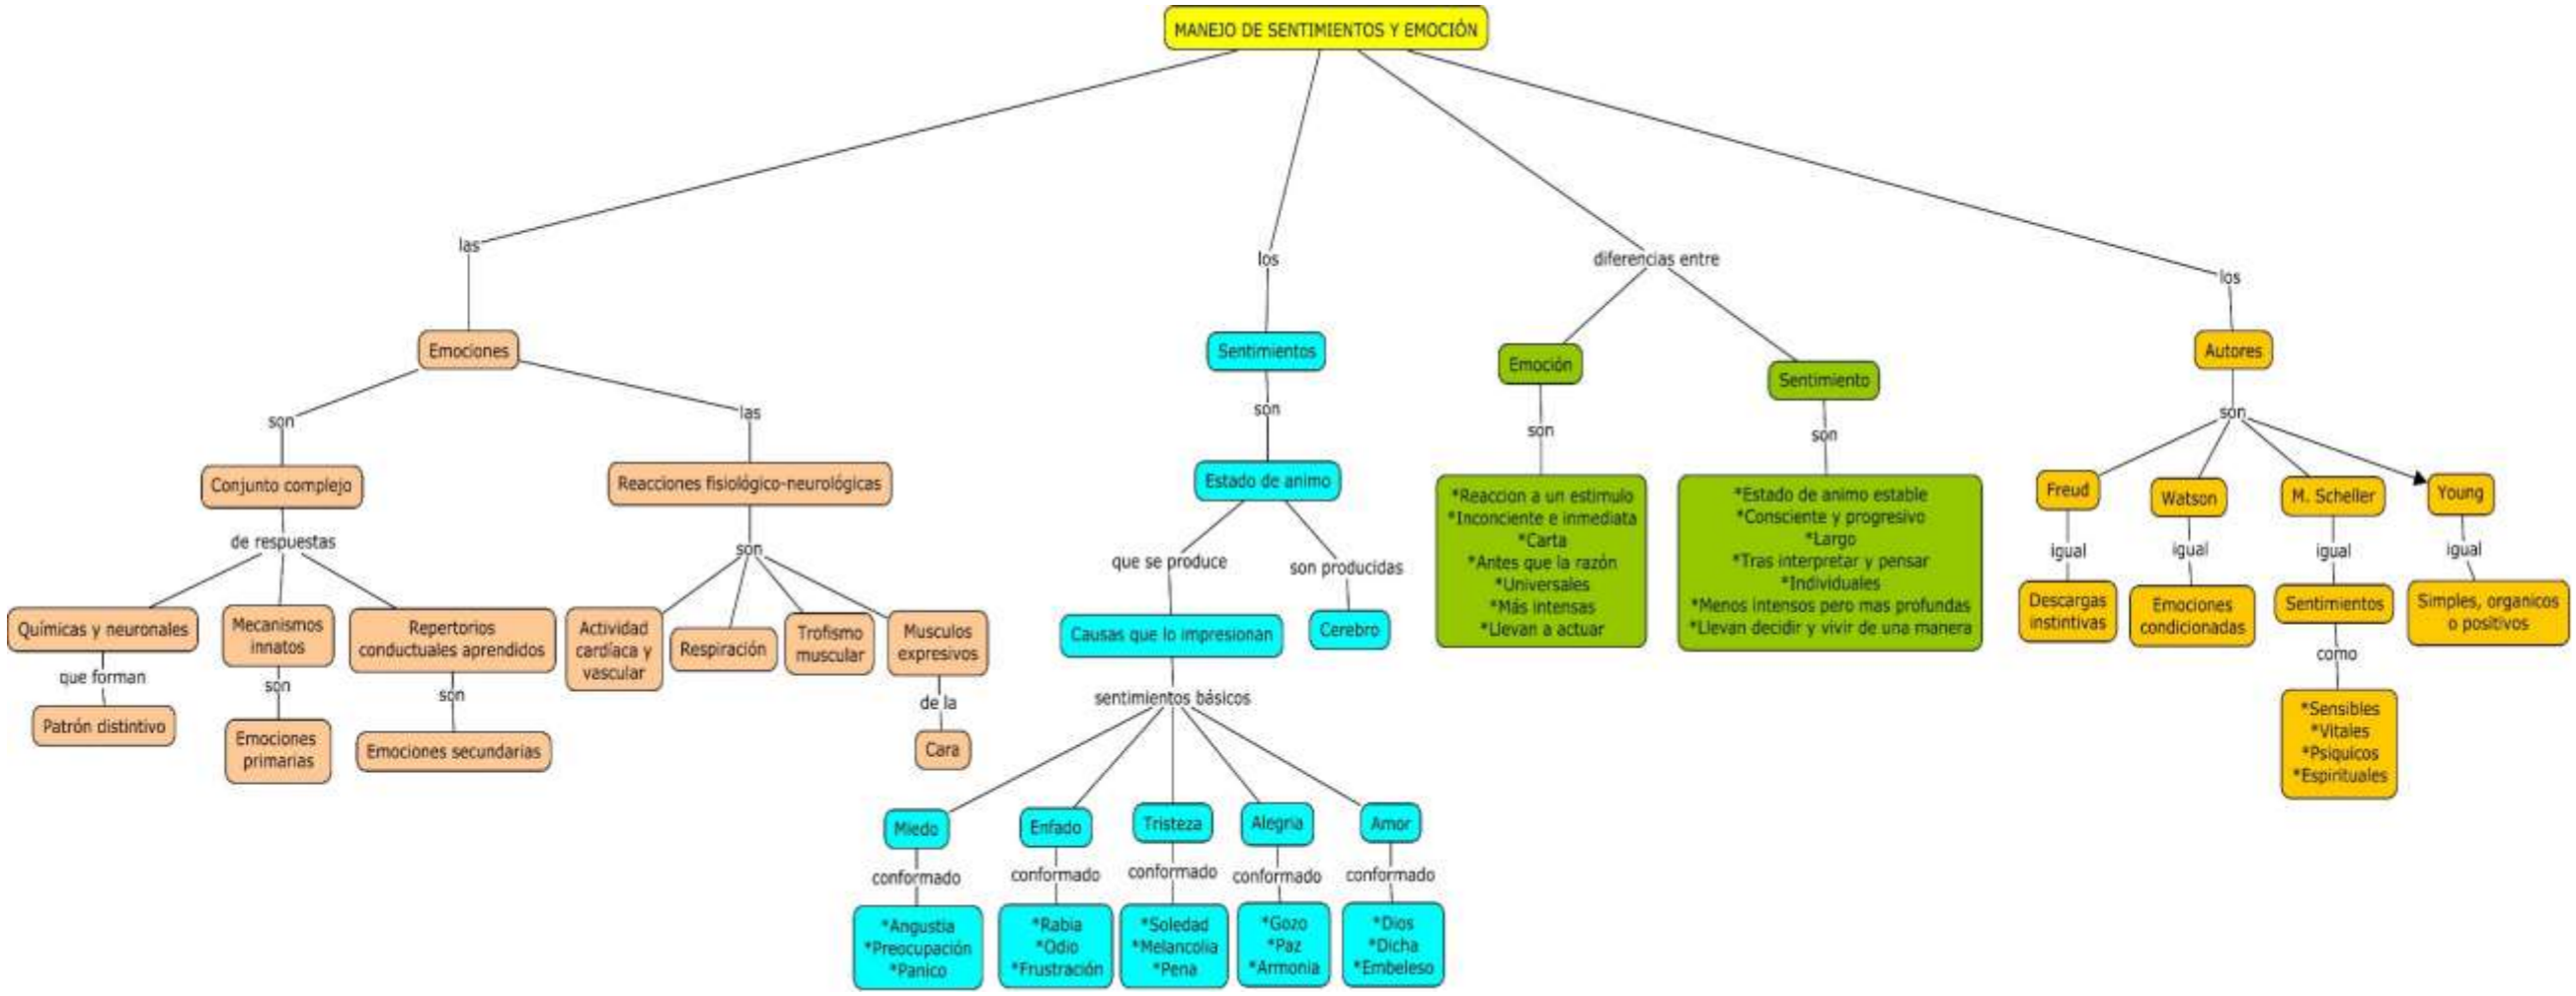 MANEJO DE SENTIMIENTOS Y EMOCIÓN
las
los
diferencias entre
los
Emociones
Sentimientos
Emoción
Sentimiento
Autores
son
las
son
son
son
son
Conjunto complejo
Reacciones fisiológico-neurológicas
Estado de animo
*Reaccion a un estimulo
*Inconciente e inmediata
*Carta
*Antes que la razón
*Universales
*Más intensas
*Llevan a actuar
*Estado de animo estable
*Consciente y progresivo
*Largo
*Tras interpretar y pensar
*Individuales
*Menos intensos pero mas profundas
*Llevan decidir y vivir de una manera
Freud
Watson
M. Scheller
Young
de respuestas
son
que se produce
son producidas
igual
igual
igual
igual
Químicas y neuronales
Mecanismos
innatos
Repertorios
conductuales aprendidos
Actividad
cardíaca y
vascular
Respiración
Trofismo
muscular
Musculos
expresivos
Causas que lo impresionan
Cerebro
Descargas
instintivas
Emociones
condicionadas
Sentimientos
Simples, organicos
o positivos
que forman
son
son
de la
sentimientos básicos
como
Patrón distintivo
Emociones
primarias
Emociones secundarias
Cara
*Sensibles
*Vitales
*Psiquicos
*Espirituales
Miedo
Enfado
Tristeza
Alegria
Amor
conformado
conformado
conformado
conformado
conformado
*Angustia
*Preocupación
*Panico
*Rabia
*Odio
*Frustración
*Soledad
*Melancolia
*Pena
*Gozo
*Paz
*Armonia
*Dios
*Dicha
*Embeleso